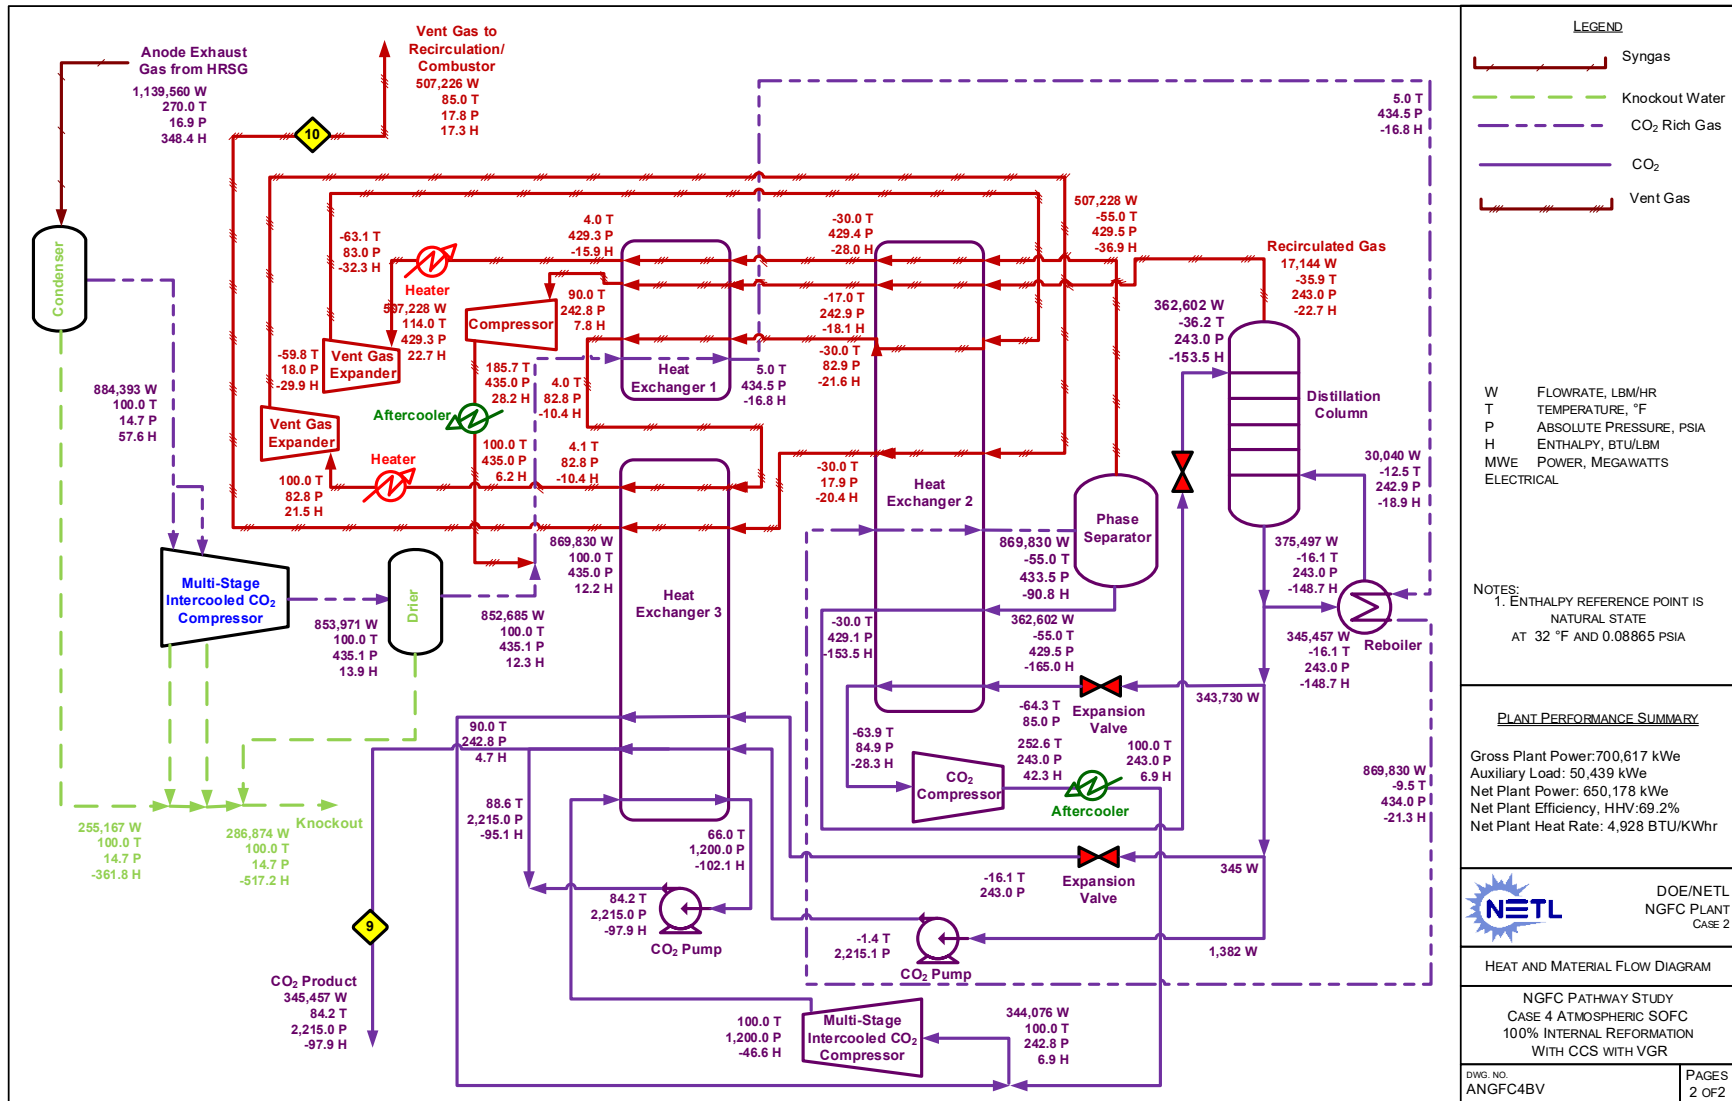 Anode Exhaust
Gas from HRSG
1,139,560 W
270.0 T
16.9 P
348.4 H
Vent Gas to
Recirculation/
Combustor
507,226 W
85.0 T
17.8 P
17.3 H
10
Condenser
884,393 W
100.0 T
14.7 P
57.6 H
-63.1 T
83.0 P
-32.3 H
Heater
507,228 W
114.0 T
429.3 P
22.7 H
4.0 T
429.3 P
-15.9 H
Vent Gas
Expander
-59.8 T
18.0 P
-29.9 H
Vent Gas
Expander
100.0 T
82.8 P
21.5 H
Heater
Compressor
90.0 T
242.8 P
7.8 H
185.7 T
435.0 P
28.2 H
Aftercooler
100.0 T
435.0 P
6.2 H
4.0 T
82.8 P
-10.4 H
4.1 T
82.8 P
-10.4 H
Heat
Exchanger 1
5.0 T
434.5 P
-16.8 H
-30.0 T
429.4 P
-28.0 H
-17.0 T
242.9 P
-18.1 H
-30.0 T
82.9 P
-21.6 H
-30.0 T
17.9 P
-20.4 H
Heat
Exchanger 2
507,228 W
-55.0 T
429.5 P
-36.9 H
Recirculated Gas
17,144 W
-35.9 T
243.0 P
-22.7 H
5.0 T
434.5 P
-16.8 H
362,602 W
-36.2 T
243.0 P
-153.5 H
Distillation
Column
30,040 W
-12.5 T
242.9 P
-18.9 H
Phase
Separator
869,830 W
-55.0 T
433.5 P
-90.8 H
375,497 W
-16.1 T
243.0 P
-148.7 H
Reboiler
345,457 W
-16.1 T
243.0 P
-148.7 H
362,602 W
-55.0 T
429.5 P
-165.0 H
-30.0 T
429.1 P
-153.5 H
Multi-Stage
Intercooled CO2
Compressor
Drier
853,971 W
100.0 T
435.1 P
13.9 H
852,685 W
100.0 T
435.1 P
12.3 H
869,830 W
100.0 T
435.0 P
12.2 H
Heat
Exchanger 3
343,730 W
Expansion
Valve
-64.3 T
85.0 P
-63.9 T
84.9 P
-28.3 H
CO2
Compressor
252.6 T
243.0 P
42.3 H
100.0 T
243.0 P
6.9 H
Aftercooler
869,830 W
-9.5 T
434.0 P
-21.3 H
90.0 T
242.8 P
4.7 H
88.6 T
2,215.0 P
-95.1 H
66.0 T
1,200.0 P
-102.1 H
84.2 T
2,215.0 P
-97.9 H
CO2 Pump
-16.1 T
243.0 P
Expansion
Valve
345 W
-1.4 T
2,215.1 P
CO2 Pump
1,382 W
Knockout
255,167 W
100.0 T
14.7 P
-361.8 H
286,874 W
100.0 T
14.7 P
-517.2 H
9
CO2 Product
345,457 W
84.2 T
2,215.0 P
-97.9 H
100.0 T
1,200.0 P
-46.6 H
Multi-Stage
Intercooled CO2
Compressor
344,076 W
100.0 T
242.8 P
6.9 H
LEGEND
Syngas
Knockout Water
CO2 Rich Gas
CO2
Vent Gas
W FLOWRATE, LBM/HR
T TEMPERATURE, °F
P ABSOLUTE PRESSURE, PSIA
H ENTHALPY, BTU/LBM
MWE POWER, MEGAWATTS
ELECTRICAL
NOTES:
1. ENTHALPY REFERENCE POINT IS
NATURAL STATE
AT 32 °F AND 0.08865 PSIA
PLANT PERFORMANCE SUMMARY
Gross Plant Power:700,617 kWe
Auxiliary Load: 50,439 kWe
Net Plant Power: 650,178 kWe
Net Plant Efficiency, HHV:69.2%
Net Plant Heat Rate: 4,928 BTU/KWhr
NETL
DOE/NETL
NGFC PLANT
CASE 2
HEAT AND MATERIAL FLOW DIAGRAM
NGFC PATHWAY STUDY
CASE 4 ATMOSPHERIC SOFC
100% INTERNAL REFORMATION
WITH CCS WITH VGR
DWG. NO.
ANGFC4BV
PAGES
2 OF2